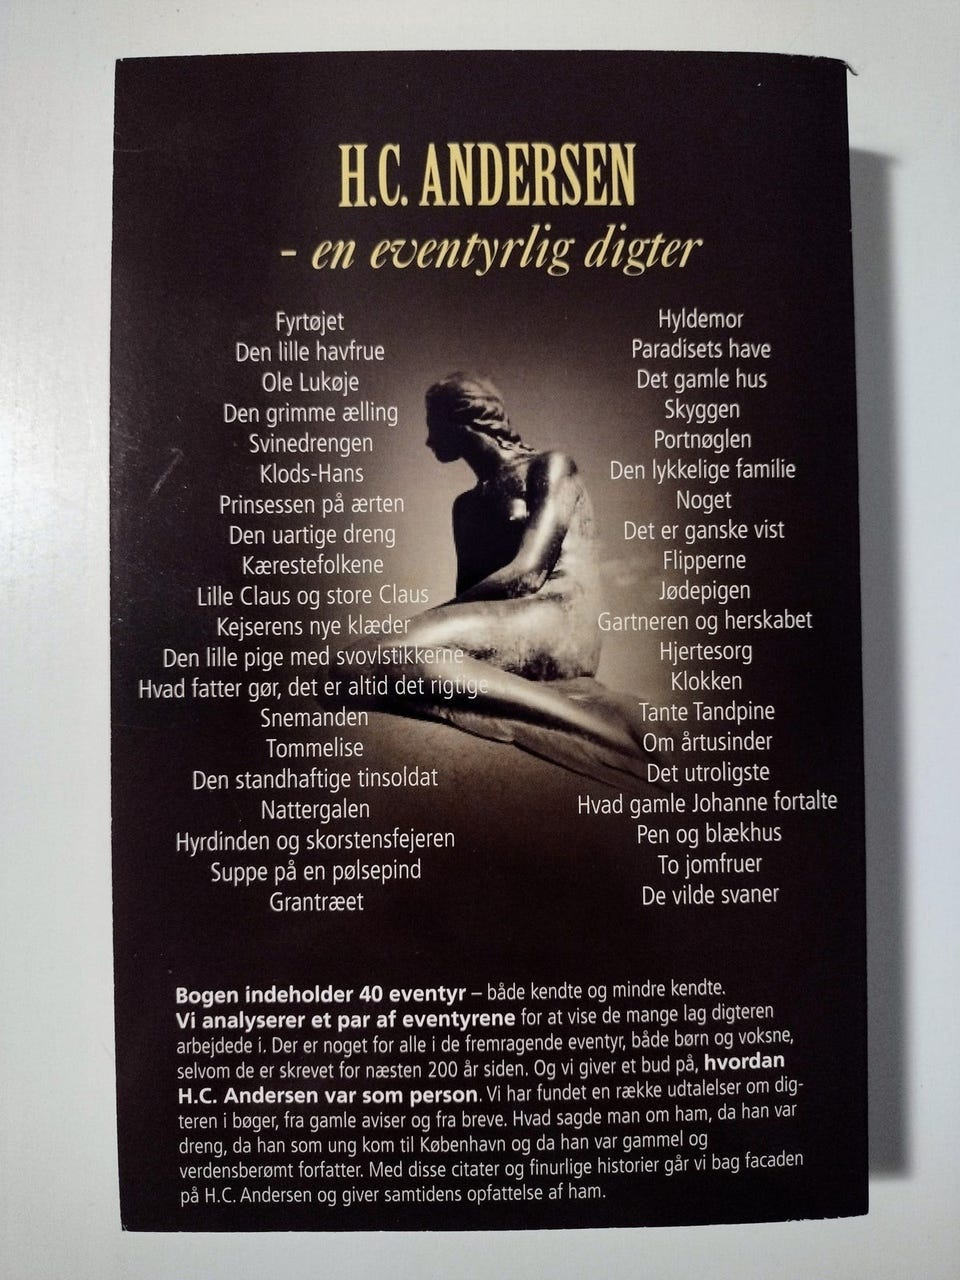 H.C. ANDERSEN
- en eventyrlig digter
Fyrtøjet
Den lille havfrue
Ole Lukøje
Den grimme ælling
Svinedrengen
Klods-Hans
Prinsessen på ærten
Den uartige dreng
Kærestefolkene
Lille Claus og store Claus
Kejserens nye klæder
Den lille pige med svovlstikkerne
Hvad fatter gør, det er altid det rigtige
Snemanden
Tommelise
Den standhaftige tinsoldat
Nattergalen
Hyrdinden og skorstensfejeren
Suppe på en pølsepind
Grantræet
Hyldemor
Paradisets have
Det gamle hus
Skyggen
Portnøglen
Den lykkelige familie
Noget
Det er ganske vist
Flipperne
Jødepigen
Gartneren og herskabet
Hjertesorg
Klokken
Tante Tandpine
Om årtusinder
Det utroligste
Hvad gamle Johanne fortalte
Pen og blækhus
To jomfruer
De vilde svaner
Bogen indeholder 40 eventyr – både kendte og mindre kendte.
Vi analyserer et par af eventyrene for at vise de mange lag digteren
arbejdede i. Der er noget for alle i de fremragende eventyr, både børn og voksne,
selvom de er skrevet for næsten 200 år siden. Og vi giver et bud på, hvordan
H.C. Andersen var som person. Vi har fundet en række udtalelser om dig-
teren i bøger, fra gamle aviser og fra breve. Hvad sagde man om ham, da han var
dreng, da han som ung kom til København og da han var gammel og
verdensberømt forfatter. Med disse citater og finurlige historier går vi bag facaden
på H.C. Andersen og giver samtidens opfattelse af ham.